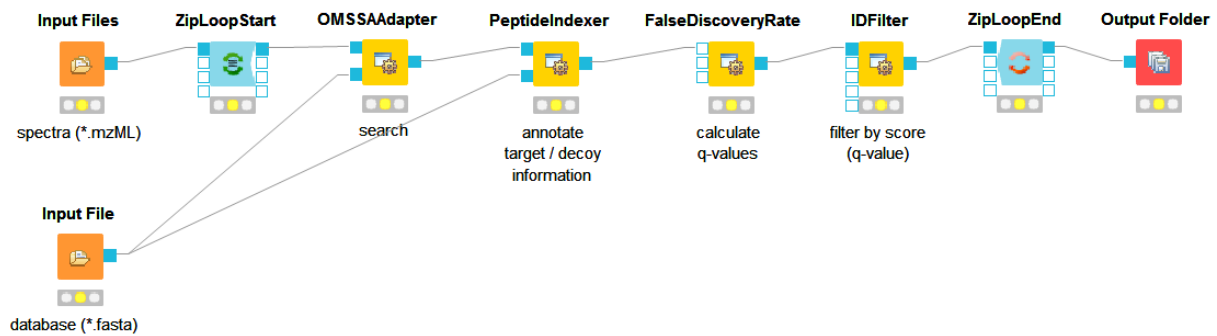 Input Files
ZipLoopStart
OMSSAAdapter
PeptideIndexer
FalseDiscoveryRate
IDFilter
ZipLoopEnd
Output Folder
spectra (*.mzML)
search
annotate
target / decoy
information
calculate
q-values
filter by score
(q-value)
Input File
database (*.fasta)